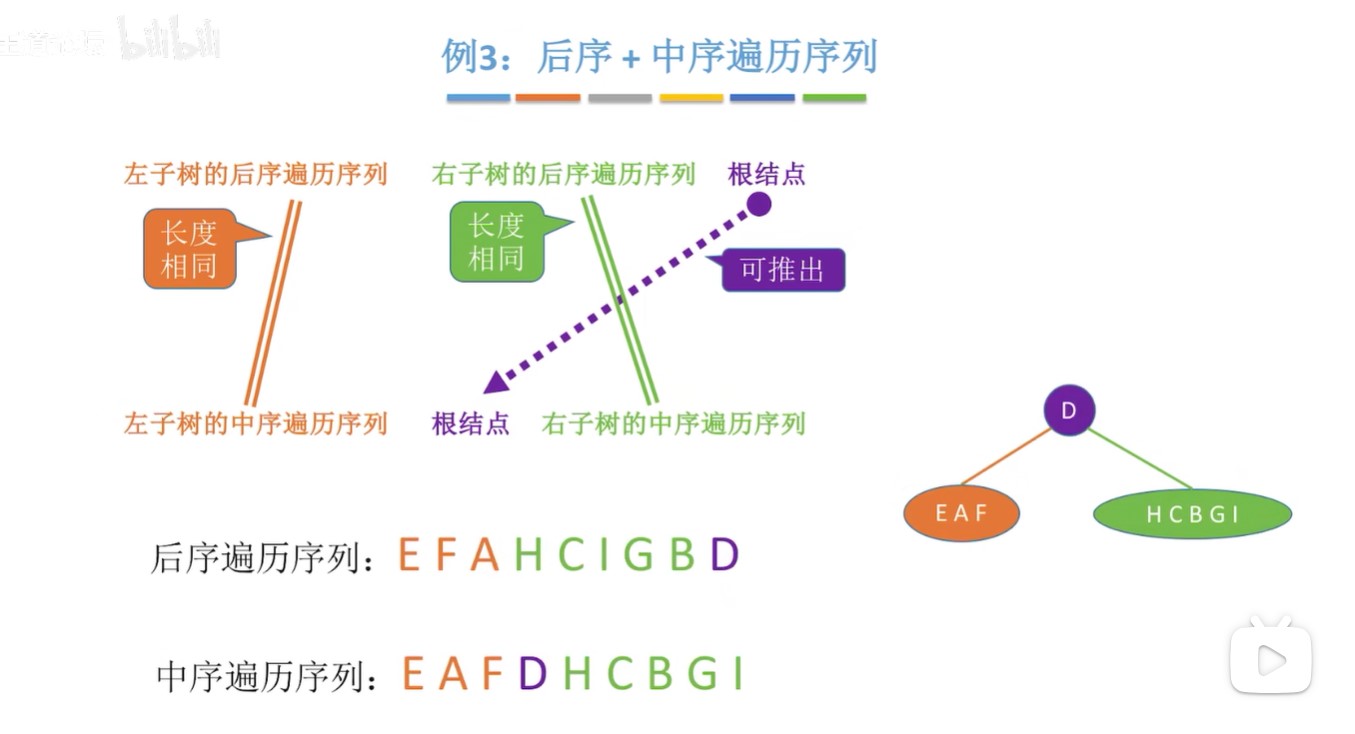 bilibili
例3：后序 + 中序遍历序列
左子树的后序遍历序列 右子树的后序遍历序列 根结点
长度
相同
长度
相同
可推出
左子树的中序遍历序列 根结点 右子树的中序遍历序列
D
E A F
H C B G I
后序遍历序列：E F A H C I G B D
中序遍历序列：E A F D H C B G I